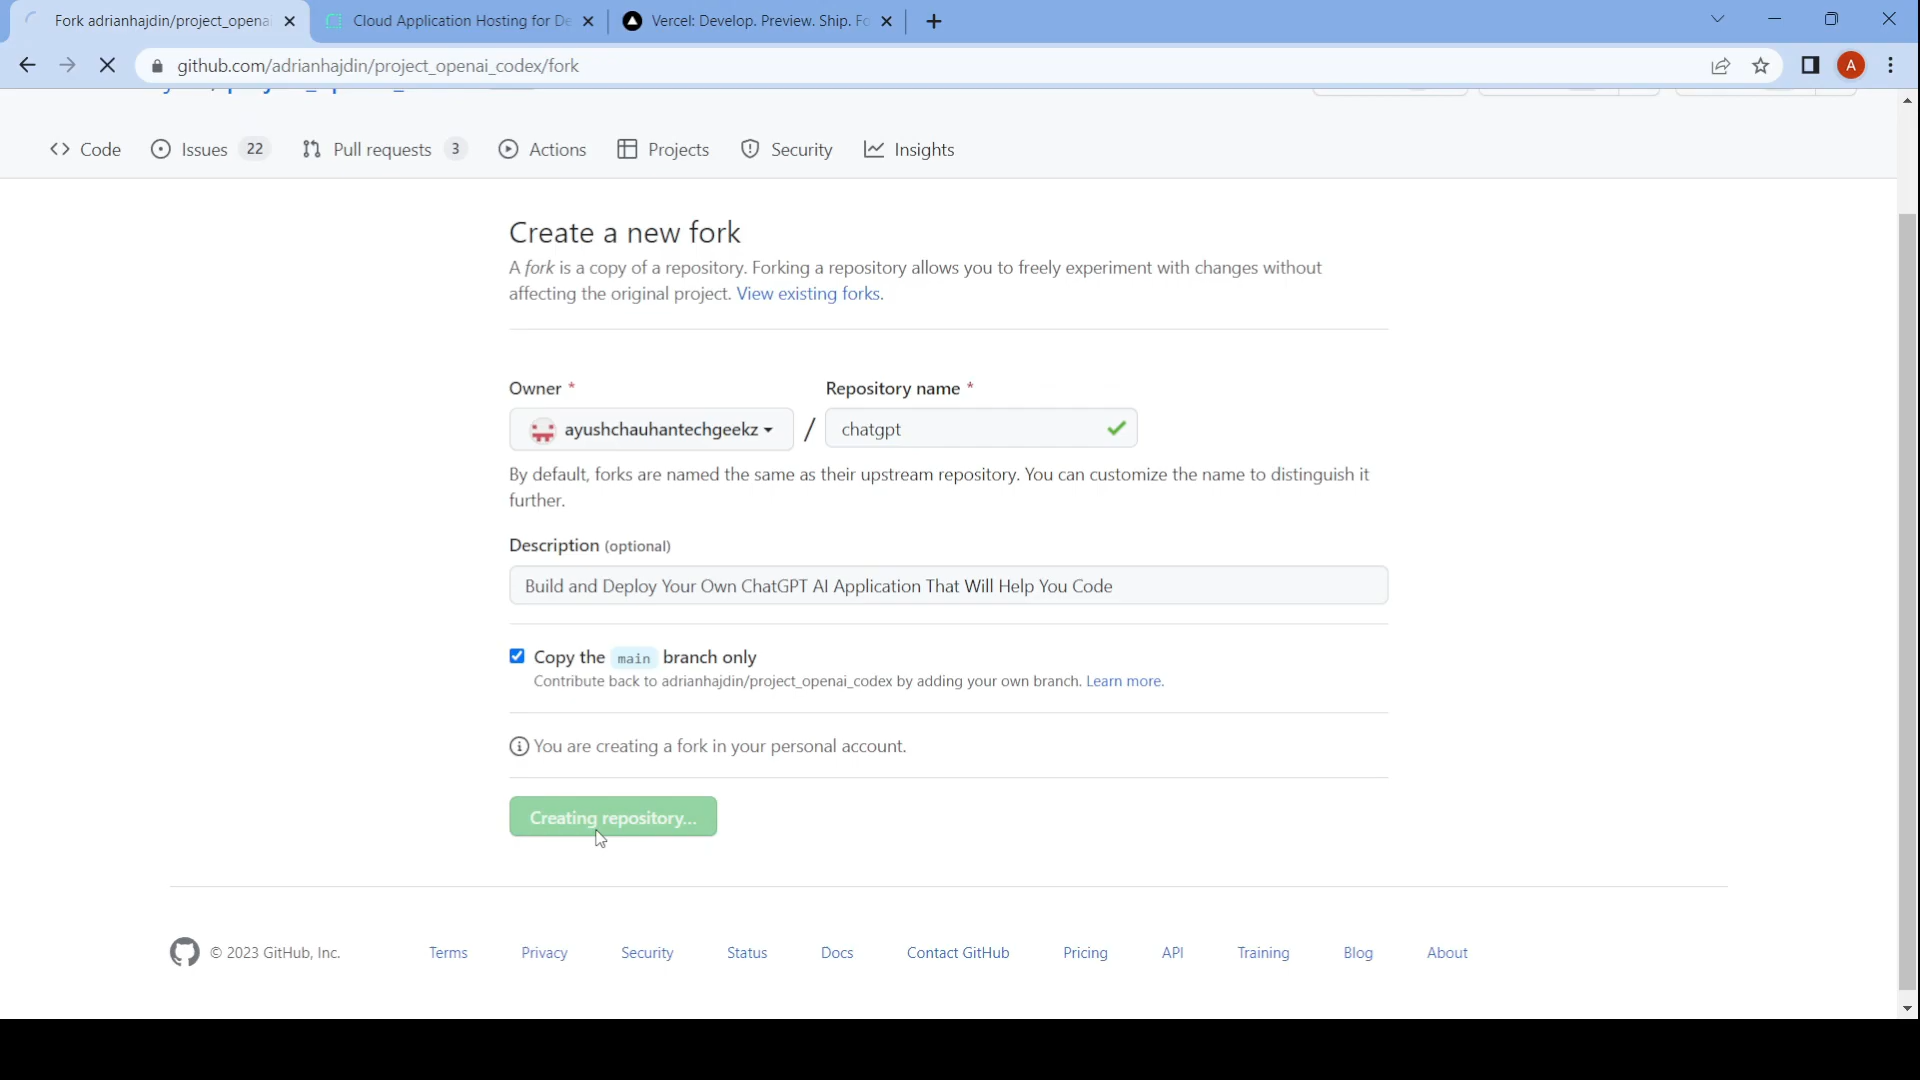 Fork adrianhajdin/project_opena
Cloud Application Hosting for De
Vercel: Develop. Preview. Ship. Fo
github.com/adrianhajdin/project_openai_codex/fork
A
Code
Issues 22
Pull requests 3
Actions
Projects
Security
Insights
Create a new fork
A fork is a copy of a repository. Forking a repository allows you to freely experiment with changes without
affecting the original project. View existing forks.
Owner *
Repository name *
ayushchauhantechgeekz / chatgpt
By default, forks are named the same as their upstream repository. You can customize the name to distinguish it
further.
Description (optional)
Build and Deploy Your Own ChatGPT AI Application That Will Help You Code
Copy the main branch only
Contribute back to adrianhajdin/project_openai_codex by adding your own branch. Learn more.
You are creating a fork in your personal account.
Creating repository...
© 2023 GitHub, Inc.
Terms
Privacy
Security
Status
Docs
Contact GitHub
Pricing
API
Training
Blog
About